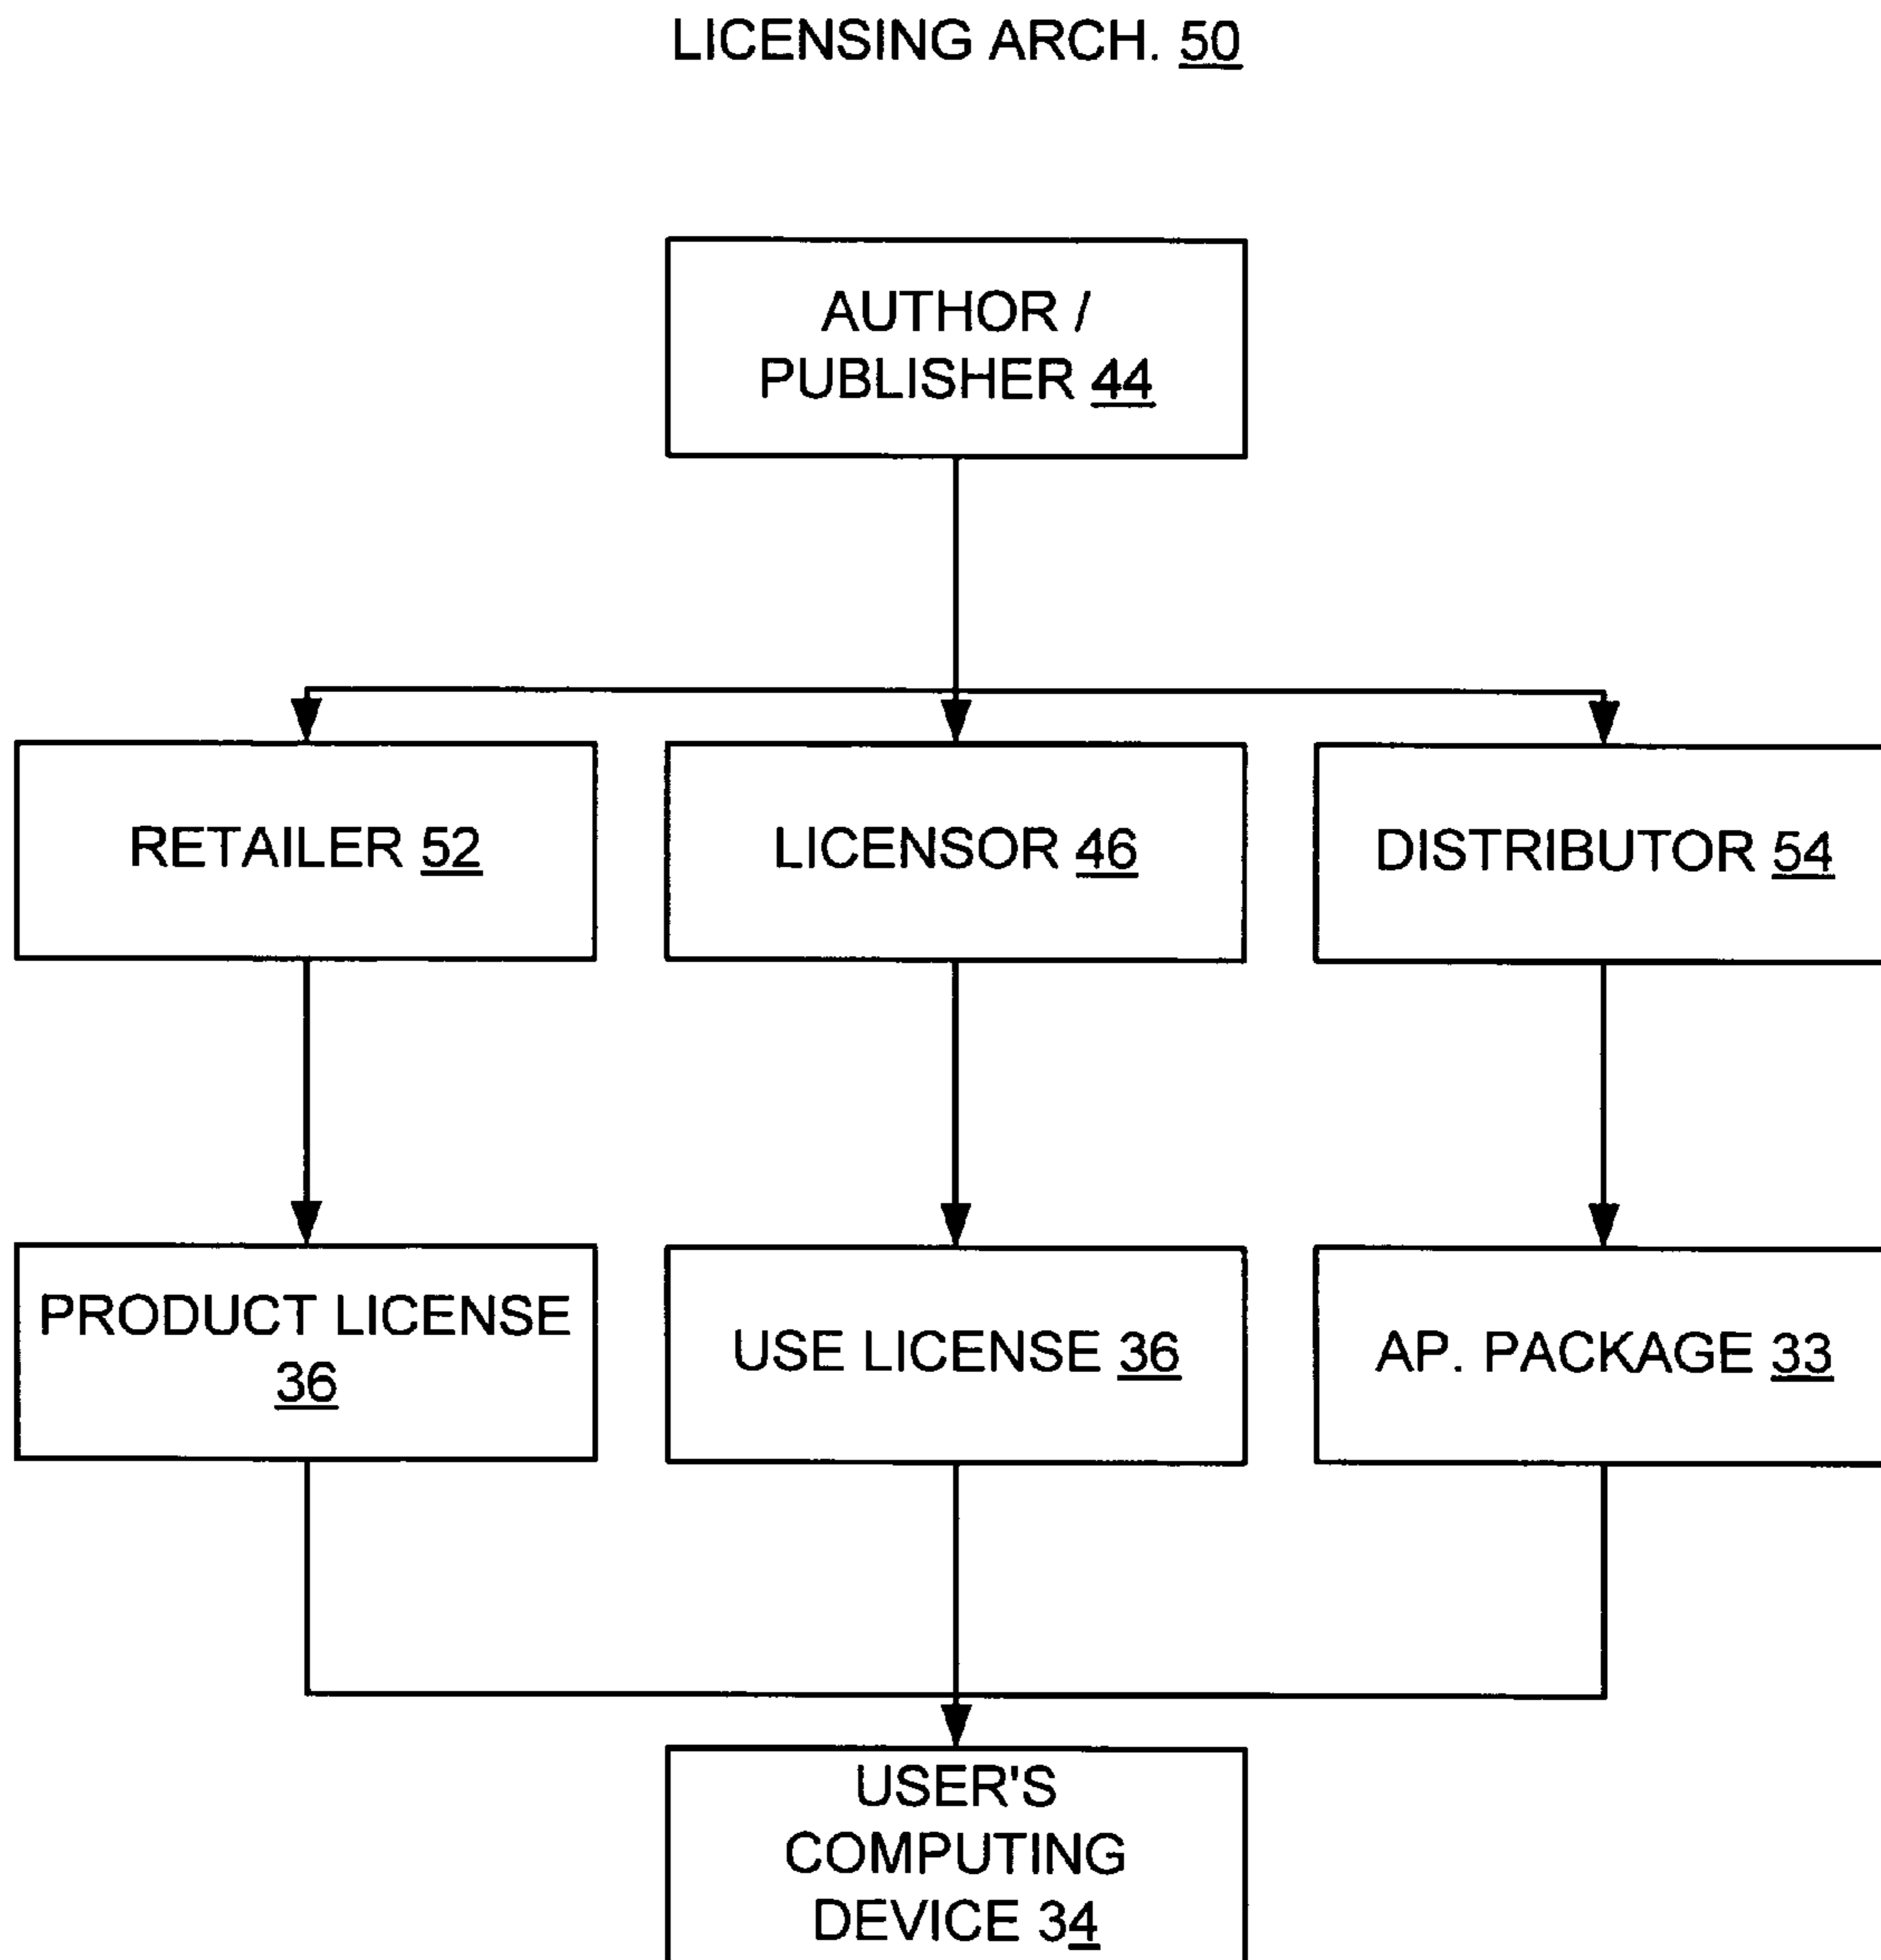 LICENSING ARCH. 50
AUTHOR /
PUBLISHER 44
RETAILER 52
LICENSOR 46
DISTRIBUTOR 54
PRODUCT LICENSE
36
USE LICENSE 36
AP. PACKAGE 33
USER'S
COMPUTING
DEVICE 34